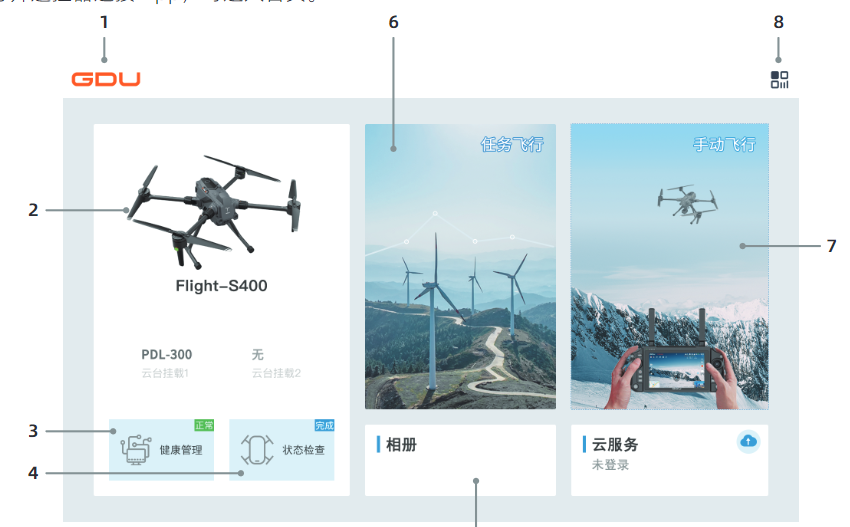 1
6
8
GDU
任务飞行
手动飞行
2
7
Flight-S400
PDL-300
无
云台挂载1
云台挂载2
3
正常
健康管理
完成
状态检查
4
相册
云服务
未登录